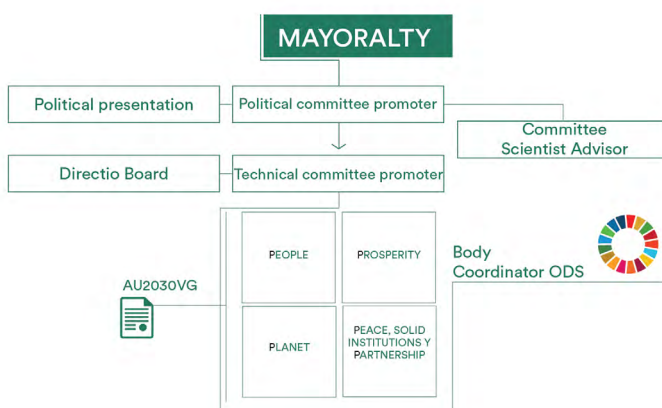 MAYORALTY
Political presentation
Political committee promoter
Committee
Scientist Advisor
Directio Board
Technical committee promoter
PEOPLE
PROSPERITY
Body
Coordinator ODS
AU2030VG
PLANET
PEACE, SOLID
INSTITUTIONS Y
PARTNERSHIP